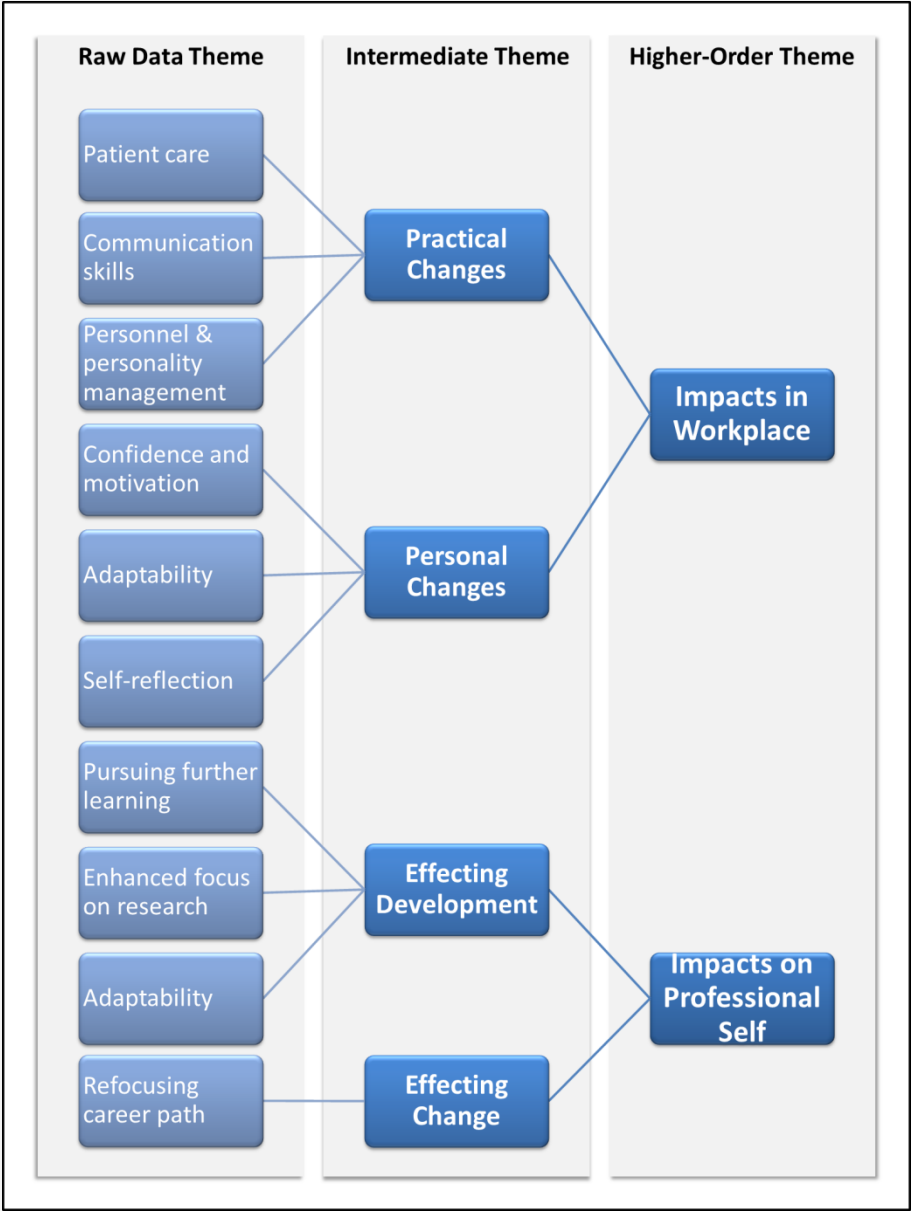 Raw Data Theme
Intermediate Theme
Higher-Order Theme
Patient care
Communication
skills
Personnel &
personality
management
Confidence and
motivation
Adaptability
Self-reflection
Pursuing further
learning
Enhanced focus
on research
Adaptability
Refocusing
career path
Practical
Changes
Personal
Changes
Effecting
Development
Effecting
Change
Impacts in
Workplace
Impacts on
Professional
Self